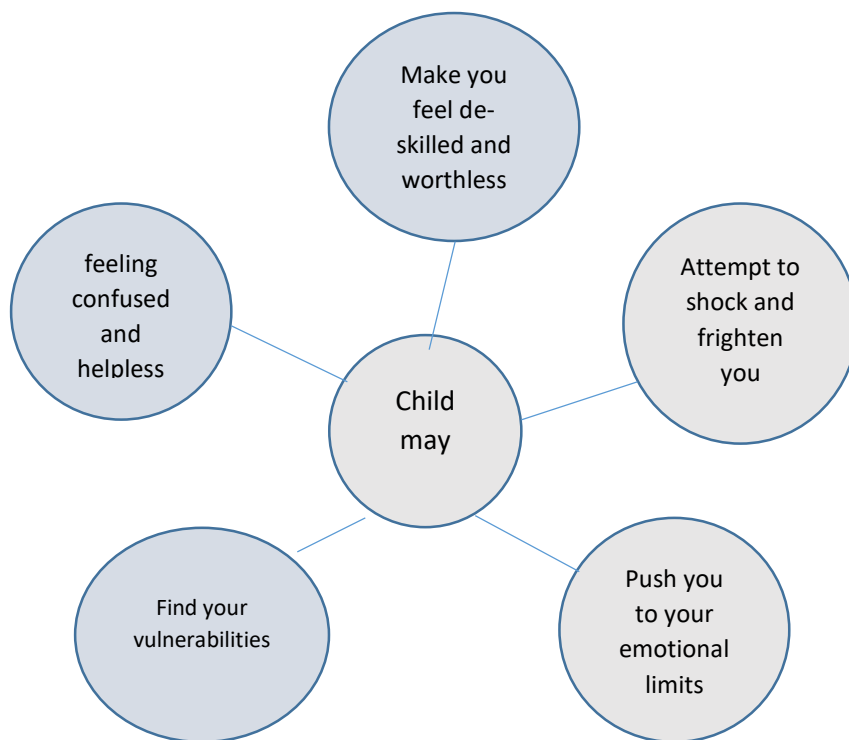 Make you
feel de-
skilled and
worthless
feeling
confused
and
helpless
Attempt to
shock and
frighten
you
Child
may
Find your
vulnerabilities
Push you
to your
emotional
limits